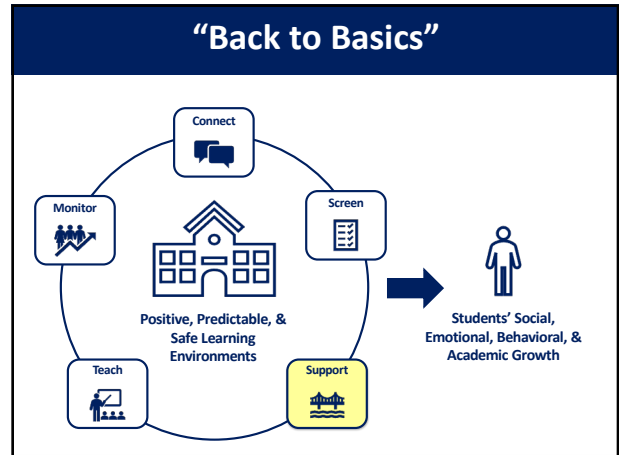 “Back to Basics”
Connect
Monitor
Screen
Positive, Predictable, &
Safe Learning
Environments
Students’ Social,
Emotional, Behavioral, &
Academic Growth
Teach
Support